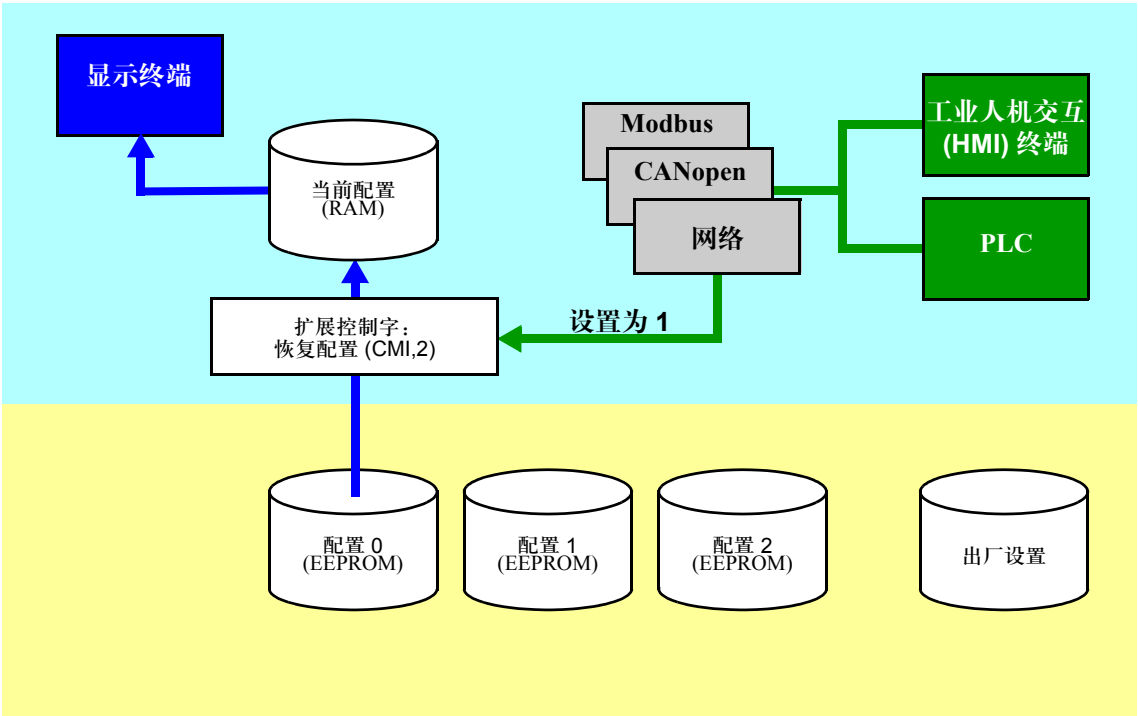 显示终端
当前配置
(RAM)
Modbus
CANopen
网络
工业人机交互
(HMI) 终端
PLC
设置为 1
扩展控制字：
恢复配置 (CMI,2)
配置 0
(EEPROM)
配置 1
(EEPROM)
配置 2
(EEPROM)
出厂设置